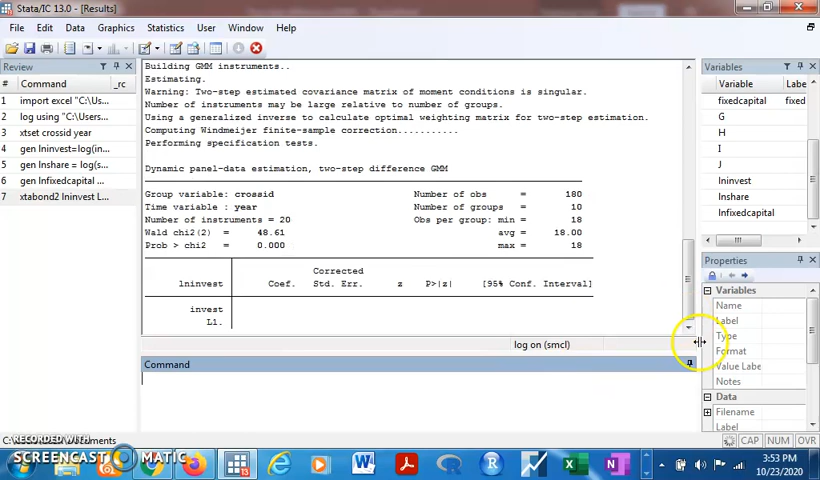 Stata/IC 13.0 - [Results]
File Edit Data Graphics Statistics User Window Help
Review
# Command _rc
1 import excel "C:\Us...
2 log using "C:\Users...
3 xtset crossid year
4 gen lninvest=log(in...
5 gen lnshare = log(s...
6 gen lnfixedcapital ...
7 xtabond2 lninvest L...
Building GMM instruments..
Estimating.
Warning: Two-step estimated covariance matrix of moment conditions is singular.
Number of instruments may be large relative to number of groups.
Using a generalized inverse to calculate optimal weighting matrix for two-step estimation.
Computing Windmeijer finite-sample correction...........
Performing specification tests.
Dynamic panel-data estimation, two-step difference GMM
Group variable: crossid Number of obs = 180
Time variable : year Number of groups = 10
Number of instruments = 20 Obs per group: min = 18
Wald chi2(2) = 48.61 avg = 18.00
Prob > chi2 = 0.000 max = 18
Corrected
lninvest Coef. Std. Err. z P>|z| [95% Conf. Interval]
invest
L1.
log on (smcl)
Command
Variables
Variable Labe
fixedcapital fixed
G
H
I
J
lninvest
lnshare
lnfixedcapital
Properties
Variables
Name
Label
Type
Format
Value Labe
Notes
Data
Filename
Label
CAP NUM OVR
RECORDED WITH
SCREENCAST MATIC
3:53 PM
10/23/2020